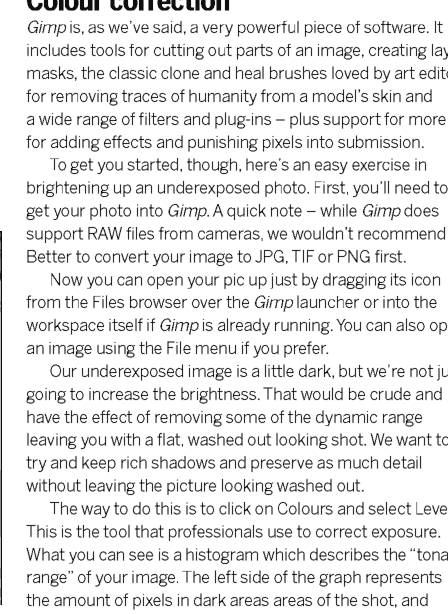 Colour correction
Gimp is, as we've said, a very powerful piece of software. It
includes tools for cutting out parts of an image, creating lay
masks, the classic clone and heal brushes loved by art edit
for removing traces of humanity from a model's skin and
a wide range of filters and plug-ins – plus support for more
for adding effects and punishing pixels into submission.
To get you started, though, here's an easy exercise in
brightening up an underexposed photo. First, you'll need to
get your photo into Gimp. A quick note – while Gimp does
support RAW files from cameras, we wouldn't recommend
Better to convert your image to JPG, TIF or PNG first.
Now you can open your pic up just by dragging its icon
from the Files browser over the Gimp launcher or into the
workspace itself if Gimp is already running. You can also op
an image using the File menu if you prefer.
Our underexposed image is a little dark, but we're not ju
going to increase the brightness. That would be crude and
have the effect of removing some of the dynamic range
leaving you with a flat, washed out looking shot. We want to
try and keep rich shadows and preserve as much detail
without leaving the picture looking washed out.
The way to do this is to click on Colours and select Leve
This is the tool that professionals use to correct exposure.
What you can see is a histogram which describes the "tona
range" of your image. The left side of the graph represents
the amount of pixels in dark areas areas of the shot, and